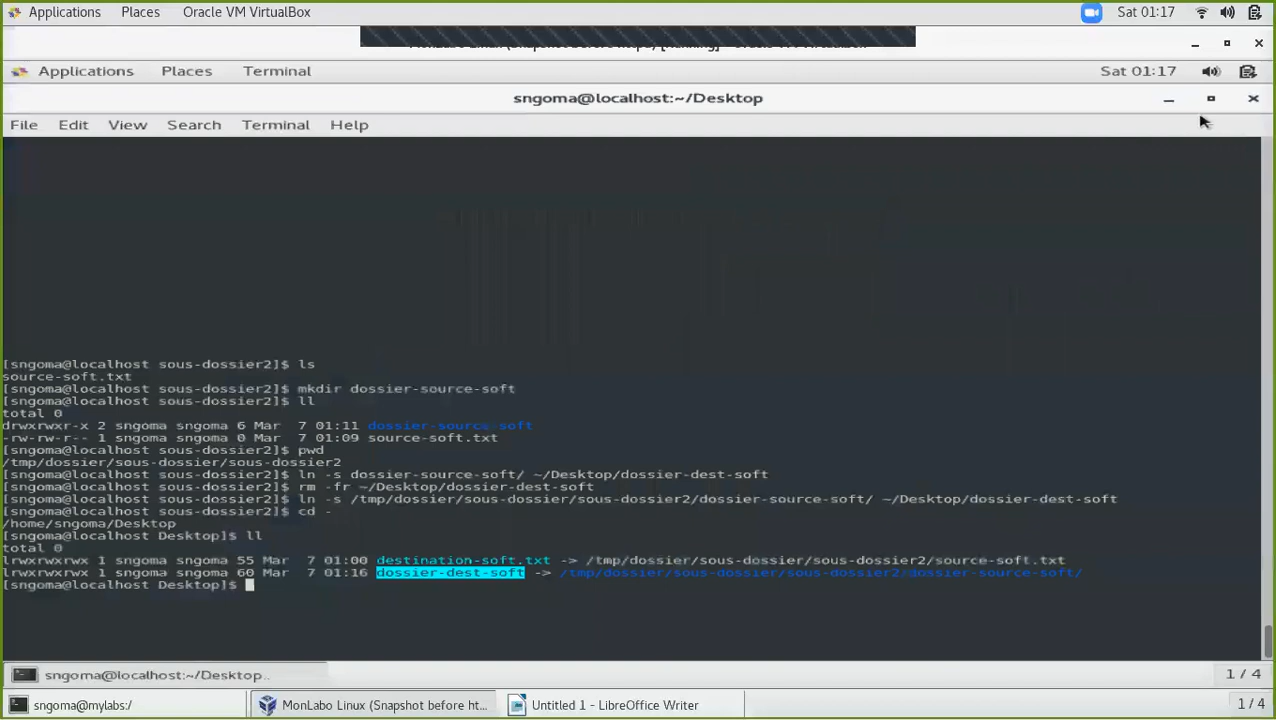 Applications Places Oracle VM VirtualBox Sat 01:17
Applications Places Terminal Sat 01:17
sngoma@localhost:~/Desktop
File Edit View Search Terminal Help
[sngoma@localhost sous-dossier2]$ ls
source-soft.txt
[sngoma@localhost sous-dossier2]$ mkdir dossier-source-soft
[sngoma@localhost sous-dossier2]$ ll
total 0
drwxrwxr-x 2 sngoma sngoma 6 Mar 7 01:11 dossier-source-soft
-rw-rw-r-- 1 sngoma sngoma 0 Mar 7 01:09 source-soft.txt
[sngoma@localhost sous-dossier2]$ pwd
/tmp/dossier/sous-dossier/sous-dossier2
[sngoma@localhost sous-dossier2]$ ln -s dossier-source-soft/ ~/Desktop/dossier-dest-soft
[sngoma@localhost sous-dossier2]$ rm -fr ~/Desktop/dossier-dest-soft
[sngoma@localhost sous-dossier2]$ ln -s /tmp/dossier/sous-dossier/sous-dossier2/dossier-source-soft/ ~/Desktop/dossier-dest-soft
[sngoma@localhost sous-dossier2]$ cd -
/home/sngoma/Desktop
[sngoma@localhost Desktop]$ ll
total 0
lrwxrwxrwx 1 sngoma sngoma 55 Mar 7 01:00 destination-soft.txt -> /tmp/dossier/sous-dossier/sous-dossier2/source-soft.txt
lrwxrwxrwx 1 sngoma sngoma 60 Mar 7 01:16 dossier-dest-soft -> /tmp/dossier/sous-dossier/sous-dossier2/dossier-source-soft/
[sngoma@localhost Desktop]$
sngoma@localhost:~/Desktop.. 1 / 4
sngoma@mylabs:/ MonLabo Linux (Snapshot before ht... Untitled 1 - LibreOffice Writer 1 / 4